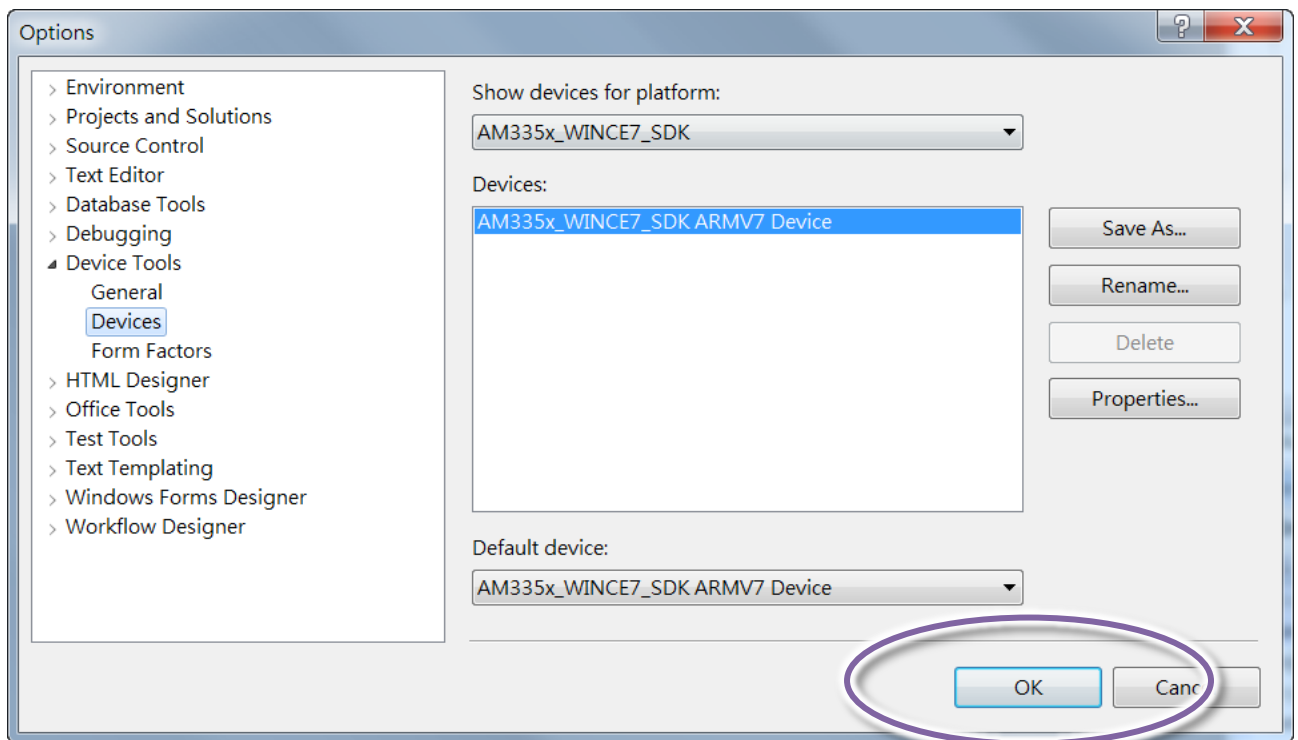 Options
Environment
Projects and Solutions
Source Control
Text Editor
Database Tools
Debugging
Device Tools
General
Devices
Form Factors
HTML Designer
Office Tools
Test Tools
Text Templating
Windows Forms Designer
Workflow Designer
Show devices for platform:
AM335x_WINCE7_SDK
Devices:
AM335x_WINCE7_SDK ARMV7 Device
Save As...
Rename...
Delete
Properties...
Default device:
AM335x_WINCE7_SDK ARMV7 Device
OK